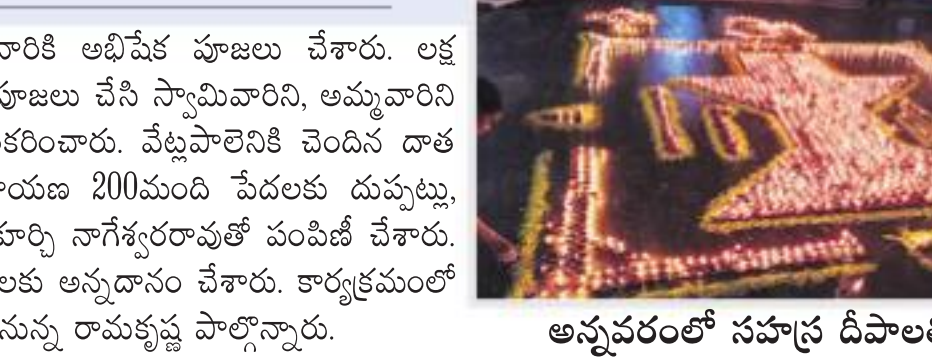 వారికి అభిషేక పూజలు చేశారు. లక్ష
పూజలు చేసి స్వామివారిని, అమ్మవారిని
కరించారు. వేట్లపాలెనికి చెందిన దాత
యణ 200మంది పేదలకు దుప్పట్లు,
కూర్చి నాగేశ్వరరావుతో పంపిణీ చేశారు.
లకు అన్నదానం చేశారు. కార్యక్రమంలో
నున్న రామకృష్ణ పాల్గొన్నారు.
అన్నవరంలో సహస్ర దీపాల